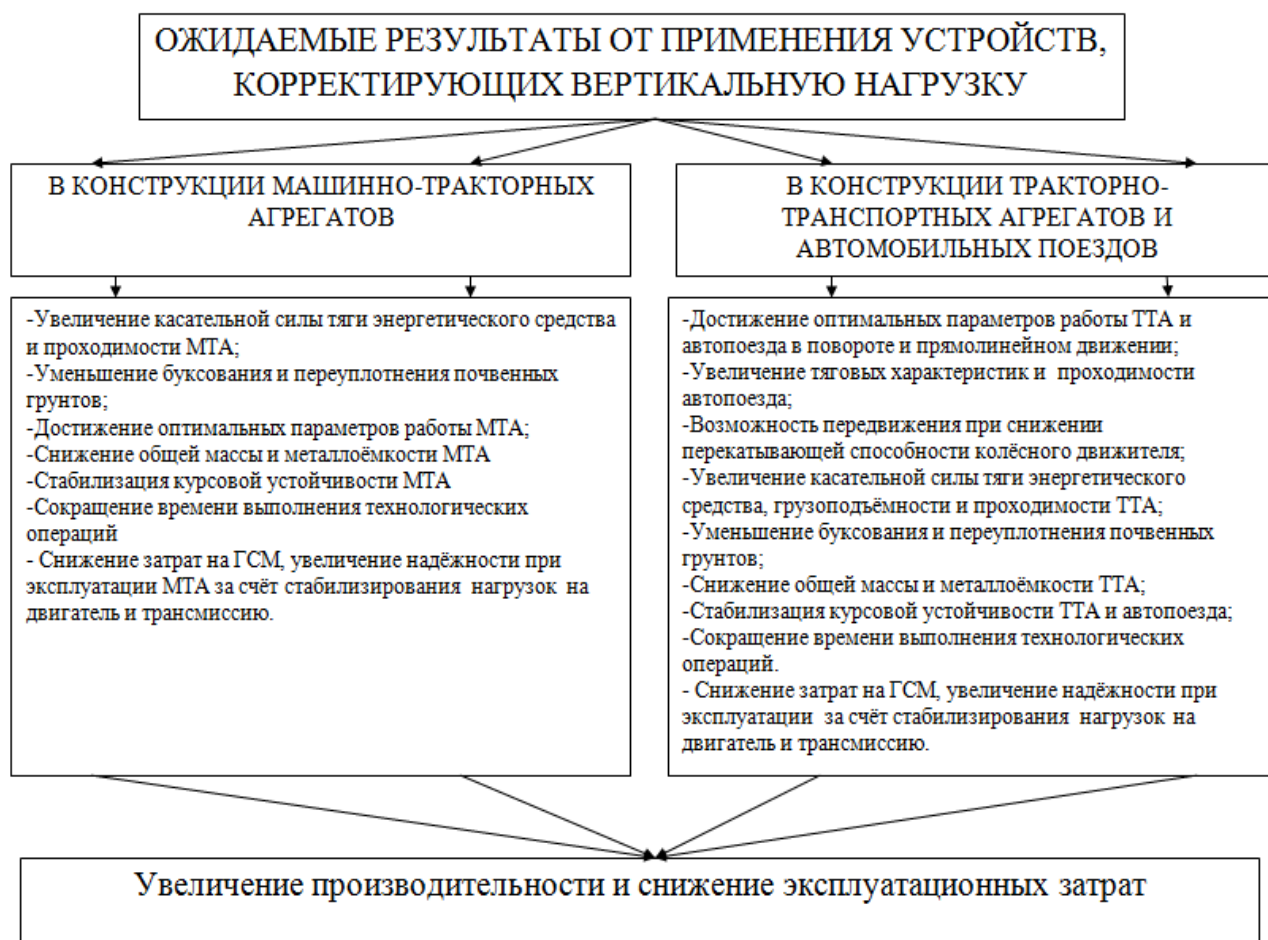 ОЖИДАЕМЫЕ РЕЗУЛЬТАТЫ ОТ ПРИМЕНЕНИЯ УСТРОЙСТВ,
КОРРЕКТИРУЮЩИХ ВЕРТИКАЛЬНУЮ НАГРУЗКУ
В КОНСТРУКЦИИ МАШИННО-ТРАКТОРНЫХ
АГРЕГАТОВ
-Увеличение касательной силы тяги энергетического средства
и проходимости МТА;
-Уменьшение буксования и переуплотнения почвенных
грунтов;
-Достижение оптимальных параметров работы МТА;
-Снижение общей массы и металлоёмкости МТА
-Стабилизация курсовой устойчивости МТА
-Сокращение времени выполнения технологических
операций
- Снижение затрат на ГСМ, увеличение надёжности при
эксплуатации МТА за счёт стабилизирования нагрузок на
двигатель и трансмиссию.
В КОНСТРУКЦИИ ТРАКТОРНО-
ТРАНСПОРТНЫХ АГРЕГАТОВ И
АВТОМОБИЛЬНЫХ ПОЕЗДОВ
-Достижение оптимальных параметров работы ТТА и
автопоезда в повороте и прямолинейном движении;
-Увеличение тяговых характеристик и проходимости
автопоезда;
-Возможность передвижения при снижении
перекатывающей способности колёсного движителя;
-Увеличение касательной силы тяги энергетического
средства, грузоподъёмности и проходимости ТТА;
-Уменьшение буксования и переуплотнения почвенных
грунтов;
-Снижение общей массы и металлоёмкости ТТА;
-Стабилизация курсовой устойчивости ТТА и автопоезда;
-Сокращение времени выполнения технологических
операций.
- Снижение затрат на ГСМ, увеличение надёжности при
эксплуатации за счёт стабилизирования нагрузок на
двигатель и трансмиссию.
Увеличение производительности и снижение эксплуатационных затрат